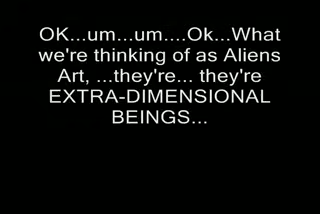 OK...um...um....Ok...What
we're thinking of as Aliens
Art, ...they're... they're
EXTRA-DIMENSIONAL
BEINGS...